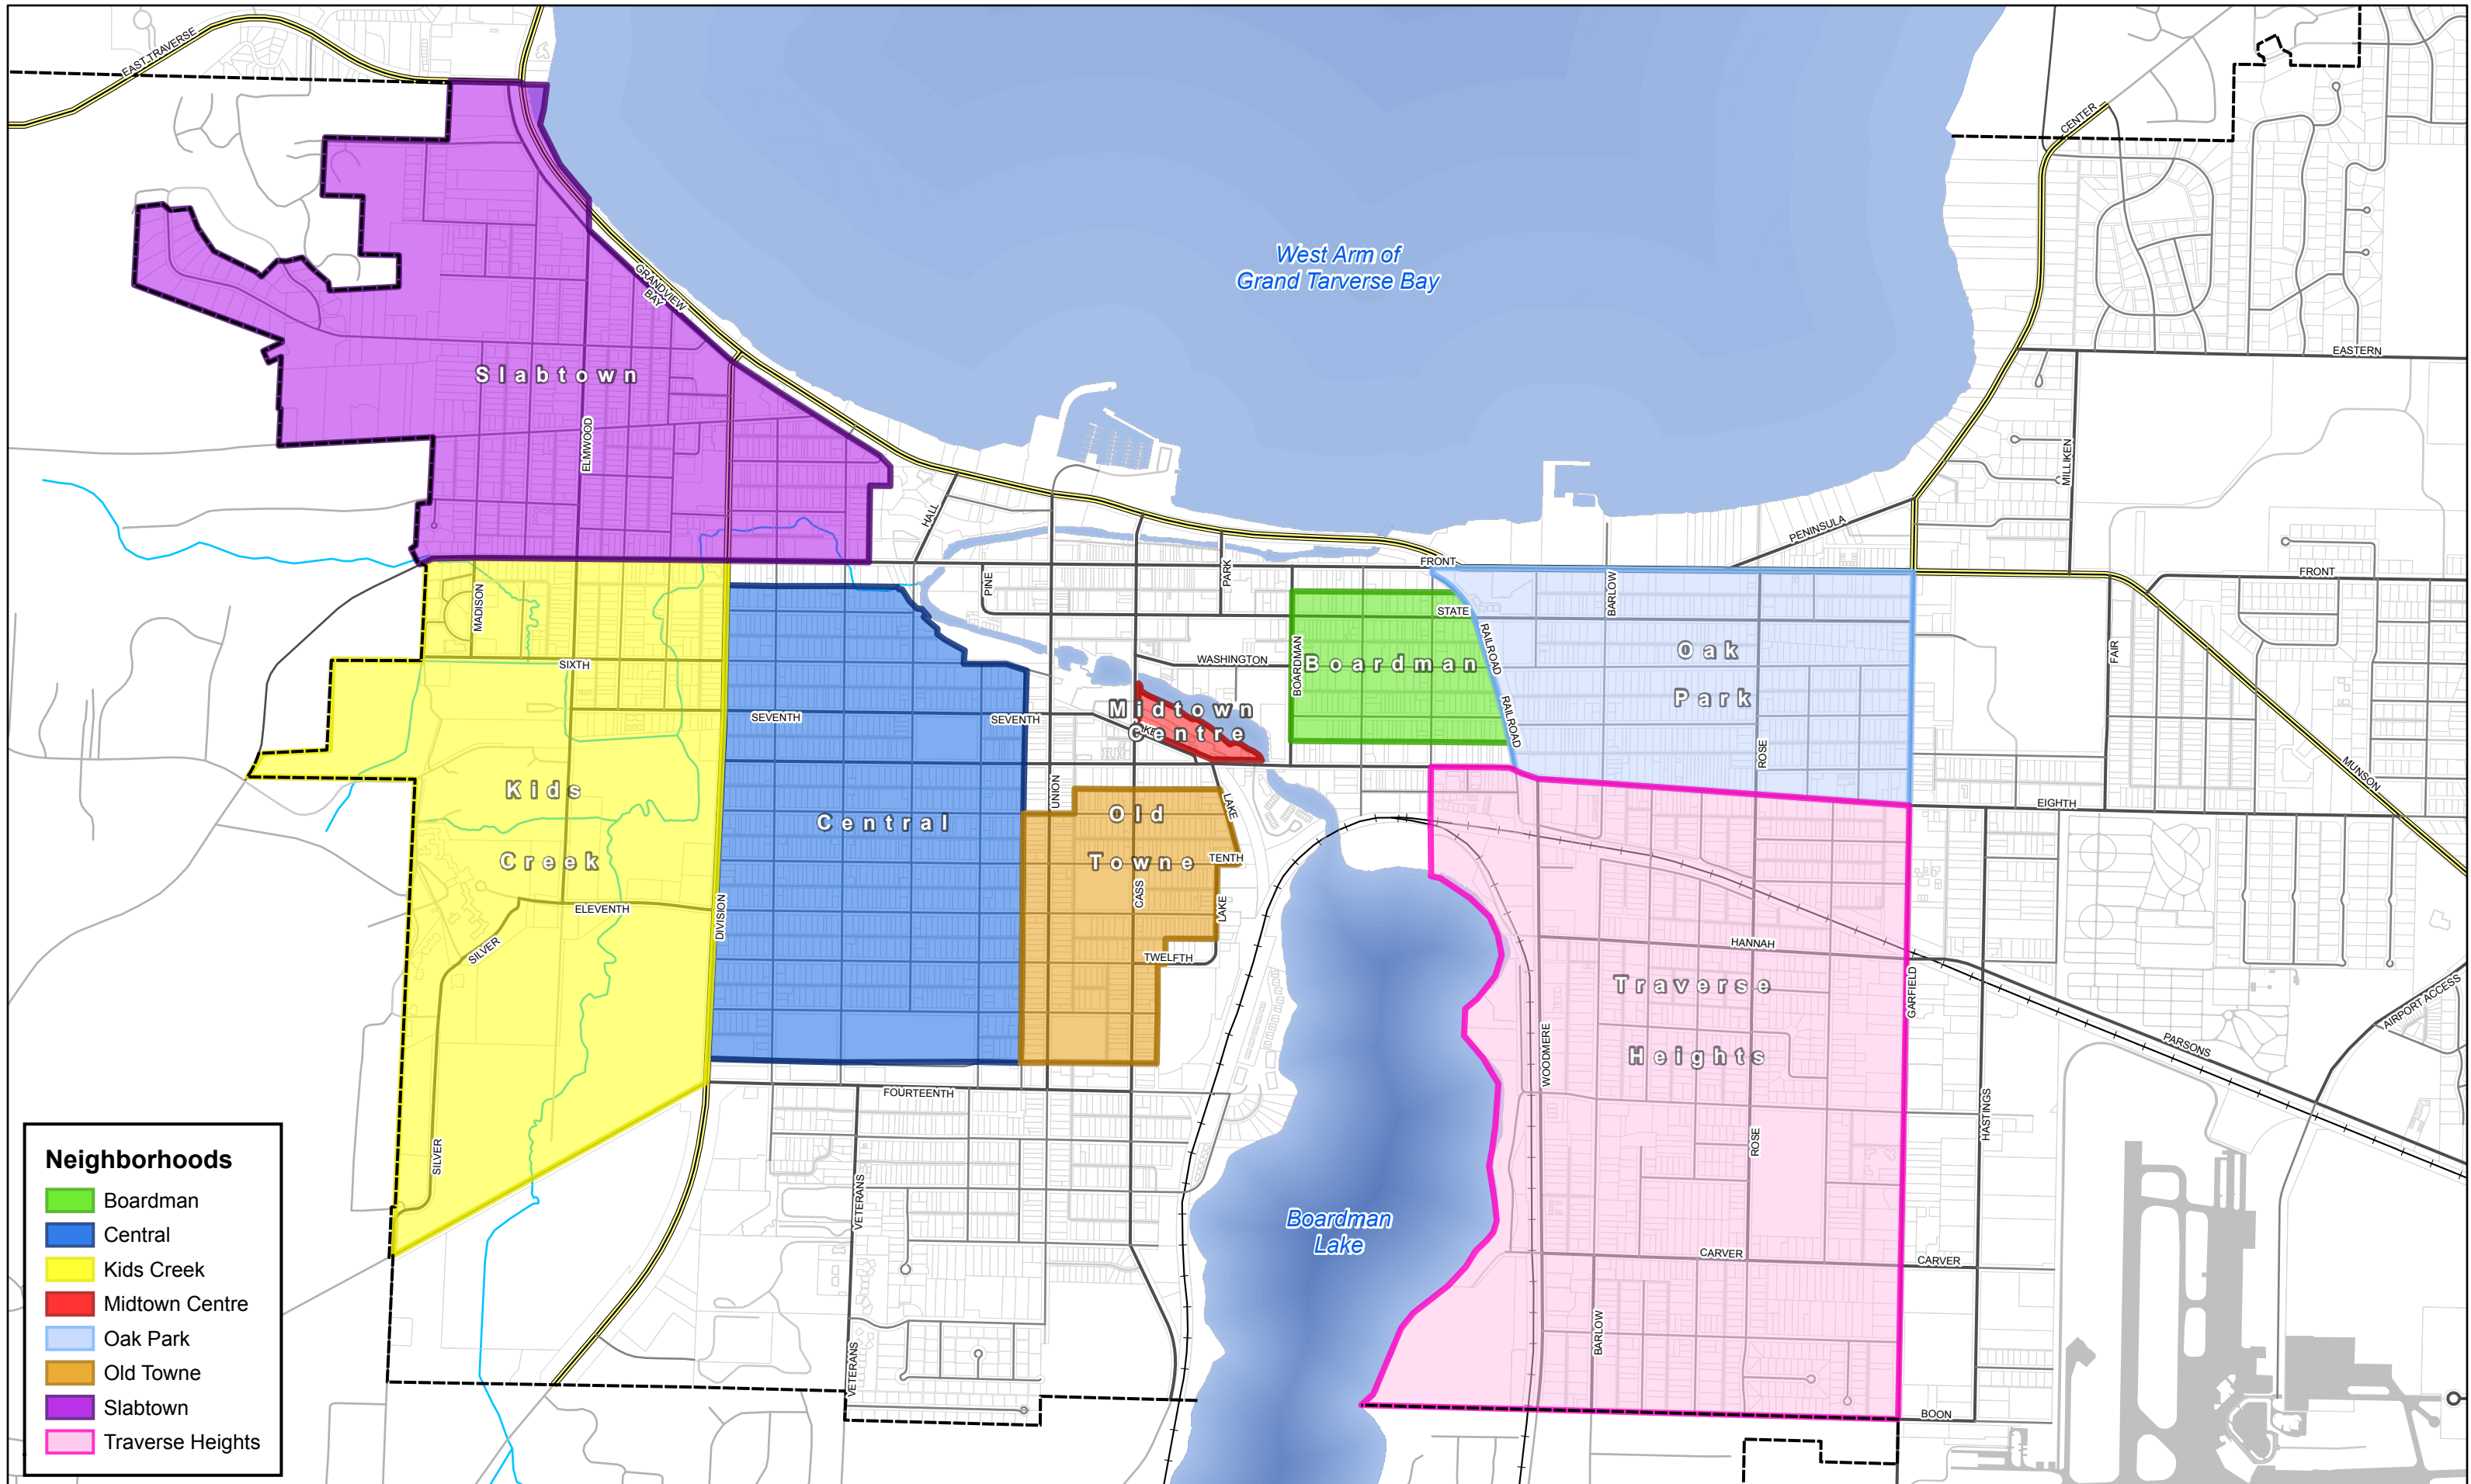 EAST TRAVERSE
CENTER
West Arm of
Grand Tarverse Bay
GRANDVIEW
BAY
EASTERN
Slabtown
ELMWOOD
MILLIKEN
HALL
PENINSULA
FRONT
FRONT
PINE
PARK
MADISON
BARLOW
STATE
RAILROAD
Oak
Park
FAIR
SIXTH
WASHINGTON
BOARDMAN
Boardman
RAILROAD
SEVENTH
SEVENTH
Midtown
Centre
ROSE
MUNSON
Kids
Creek
UNION
LAKE
EIGHTH
Central
Old
Towne
TENTH
CASS
LAKE
ELEVENTH
DIVISION
SILVER
TWELFTH
HANNAH
Traverse
Heights
GARFIELD
AIRPORT ACCESS
WOODMERE
PARSONS
FOURTEENTH
HASTINGS
ROSE
SILVER
VETERANS
Boardman
Lake
CARVER
CARVER
BARLOW
VETERANS
BOON
Neighborhoods
Boardman
Central
Kids Creek
Midtown Centre
Oak Park
Old Towne
Slabtown
Traverse Heights